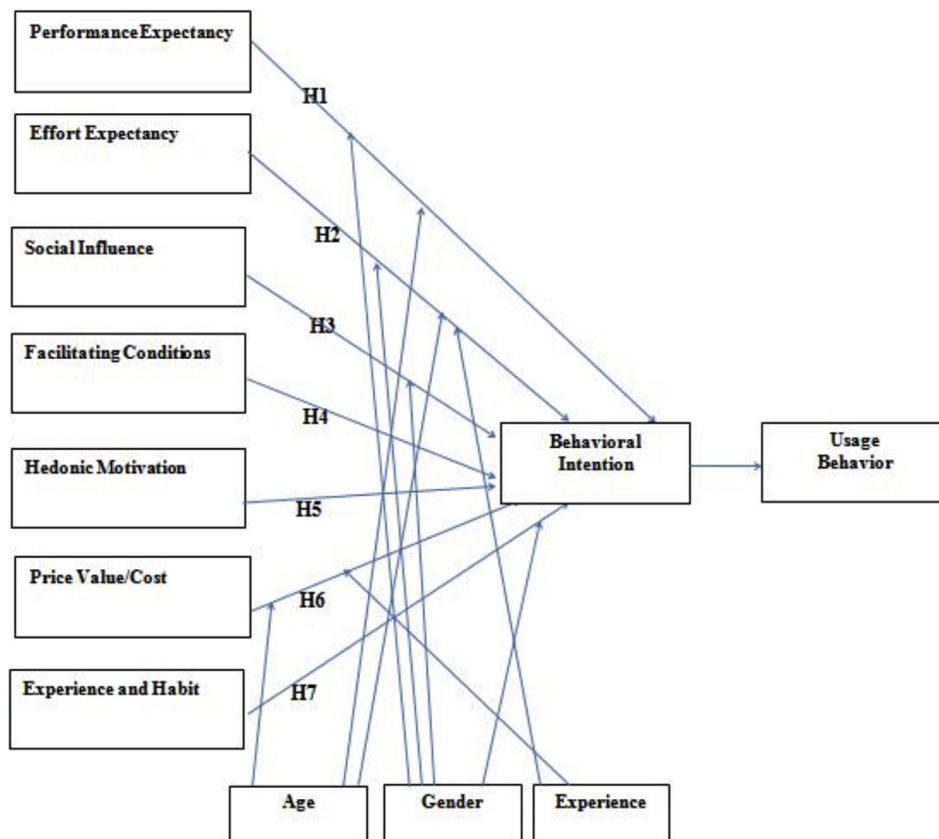 Performance Expectancy
H1
Effort Expectancy
H2
Social Influence
H3
Facilitating Conditions
H4
Behavioral
Intention
Usage
Behavior
Hedonic Motivation
H5
Price Value/Cost
H6
Experience and Habit
H7
Age
Gender
Experience